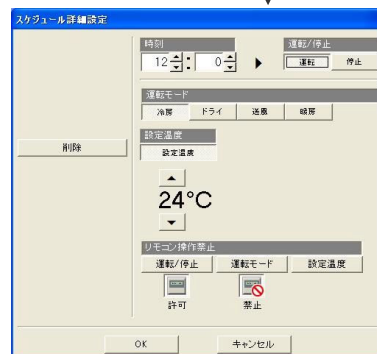 スケジュール詳細設定
時刻
運転/停止
12 : 0
運転 停止
運転モード
冷房 ドライ 送風 暖房
削除
設定温度
設定温度
24°C
リモコン操作禁止
運転/停止 運転モード 設定温度
許可 禁止
OK キャンセル